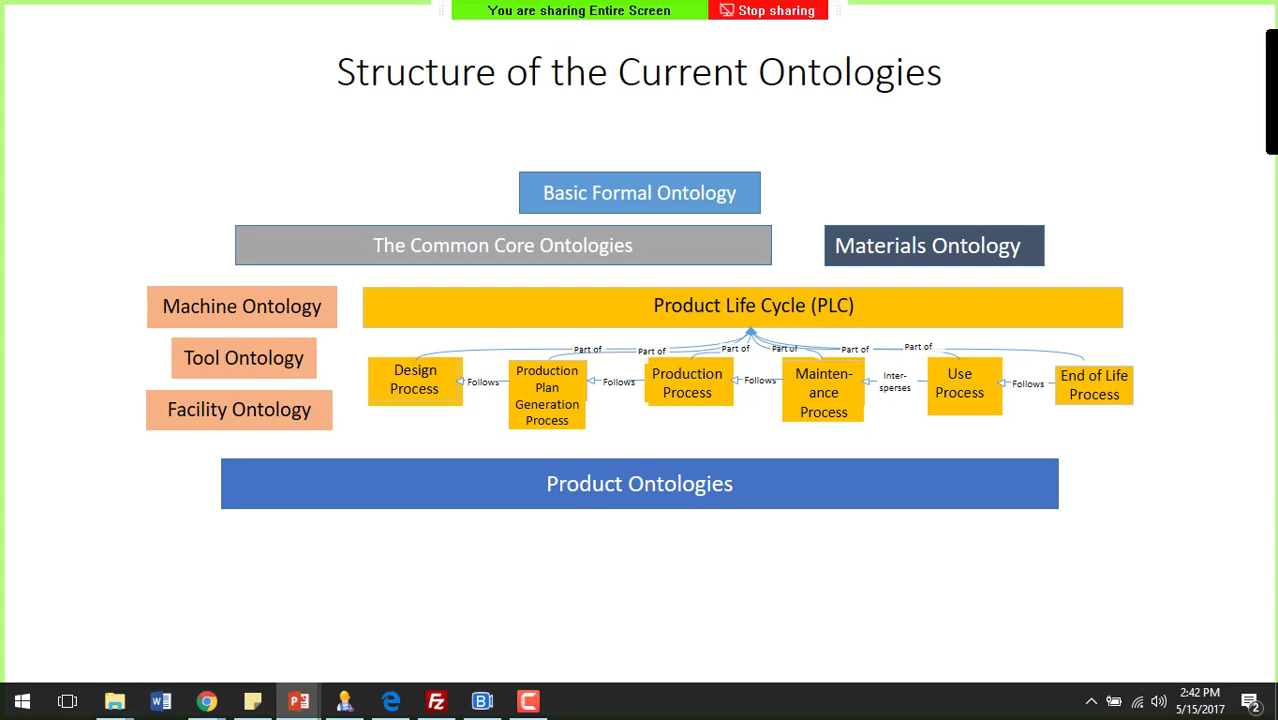 You are sharing Entire Screen
Stop sharing
Structure of the Current Ontologies
Basic Formal Ontology
The Common Core Ontologies
Materials Ontology
Machine Ontology
Product Life Cycle (PLC)
Tool Ontology
Facility Ontology
Part of
Part of
Part of
Part of
Part of
Part of
Design
Process
Follows
Production
Plan
Generation
Process
Follows
Production
Process
Follows
Mainten-
ance
Process
Inter-
sperses
Use
Process
Follows
End of Life
Process
Product Ontologies
2:42 PM
5/15/2017
2